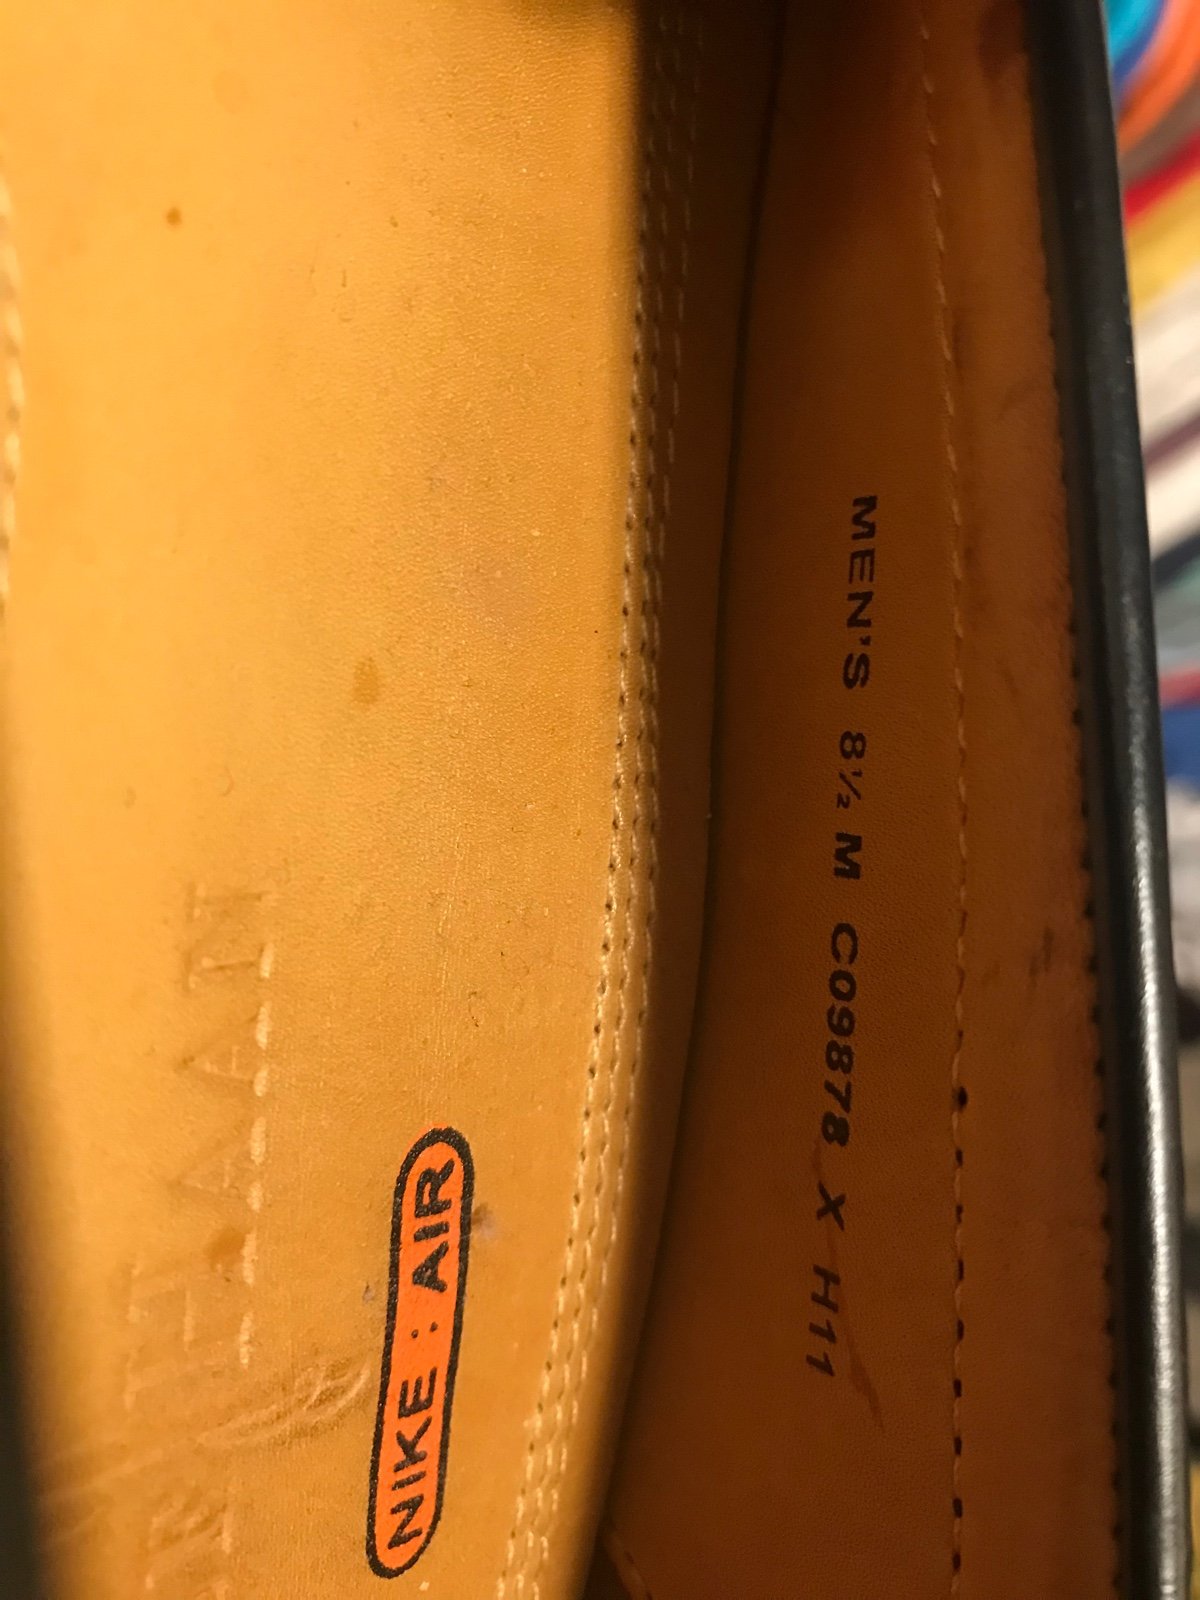 MEN'S 8½ M C09878 X H11
NIKE : AIR